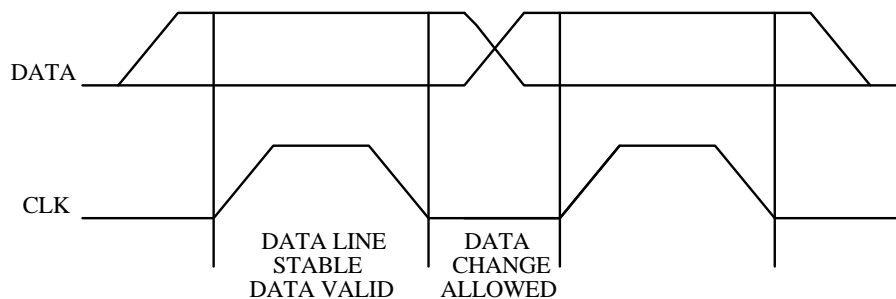 DATA
CLK
DATA LINE
STABLE
DATA VALID
DATA
CHANGE
ALLOWED